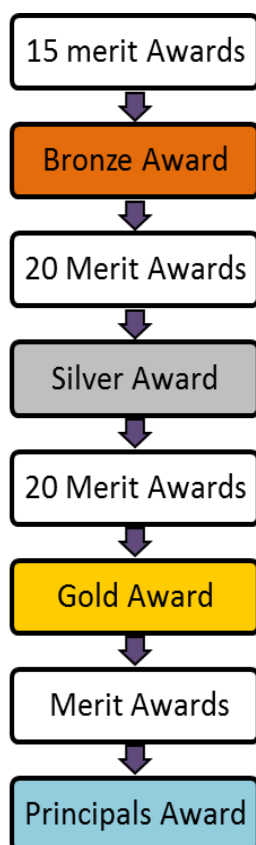 15 merit Awards
Bronze Award
20 Merit Awards
Silver Award
20 Merit Awards
Gold Award
Merit Awards
Principals Award